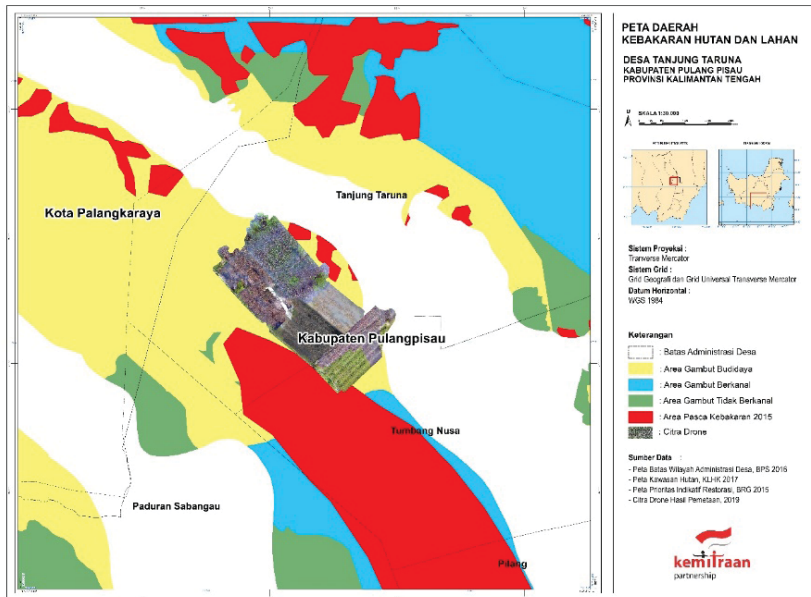 PETA DAERAH
KEBAKARAN HUTAN DAN LAHAN
DESA TANJUNG TARUNA
KABUPATEN PULANG PISAU
PROVINSI KALIMANTAN TENGAH
Tanjung Taruna
Kota Palangkaraya
Kabupaten Pulangpisau
Tumbang Nusa
Paduran Sabangau
Pilang
Sistem Proyeksi :
Tranverse Mercator
Sistem Grid :
Grid Geografi dan Grid Universal Transverse Mercator
Datum Horizontal :
WGS 1984
Keterangan
: Batas Administrasi Desa
: Area Gambut Budidaya
: Area Gambut Berkanal
: Area Gambut Tidak Berkanal
: Area Pasca Kebakaran 2015
: Citra Drone
Sumber Data :
- Peta Batas Wilayah Administrasi Desa, BPS 2016
- Peta Kawasan Hutan, KLHK 2017
- Peta Prioritas Indikatif Restorasi, BRG 2015
- Citra Drone Hasil Pemetaan, 2019
kemitraan
partnership